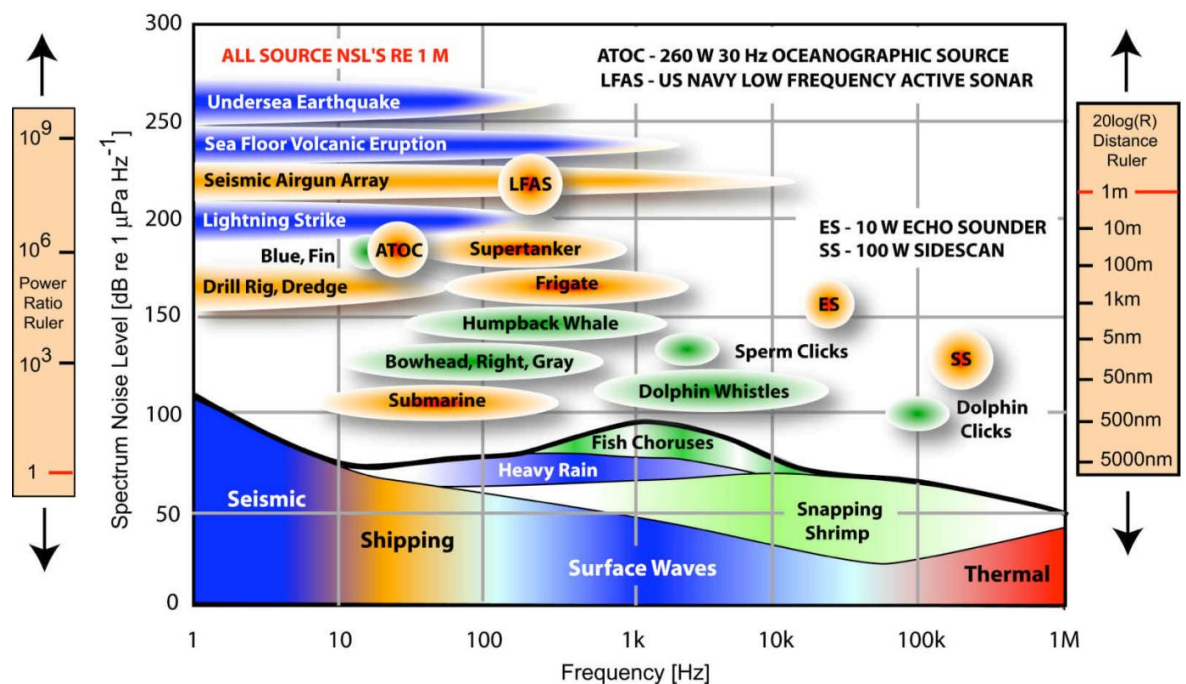 300
250
200
150
100
50
0
Spectrum Noise Level [dB re 1 µPa Hz⁻¹]
10⁹
10⁶
Power
Ratio
Ruler
10³
1
ALL SOURCE NSL'S RE 1 M
ATOC - 260 W 30 Hz OCEANOGRAPHIC SOURCE
LFAS - US NAVY LOW FREQUENCY ACTIVE SONAR
Undersea Earthquake
Sea Floor Volcanic Eruption
Seismic Airgun Array
LFAS
Lightning Strike
ES - 10 W ECHO SOUNDER
SS - 100 W SIDESCAN
Blue, Fin
ATOC
Supertanker
Drill Rig, Dredge
Frigate
ES
Humpback Whale
Sperm Clicks
Bowhead, Right, Gray
SS
Submarine
Dolphin Whistles
Dolphin
Clicks
Fish Choruses
Heavy Rain
Seismic
Shipping
Surface Waves
Snapping
Shrimp
Thermal
20log(R)
Distance
Ruler
1m
10m
100m
1km
5nm
50nm
500nm
5000nm
1
10
100
1k
10k
100k
1M
Frequency [Hz]